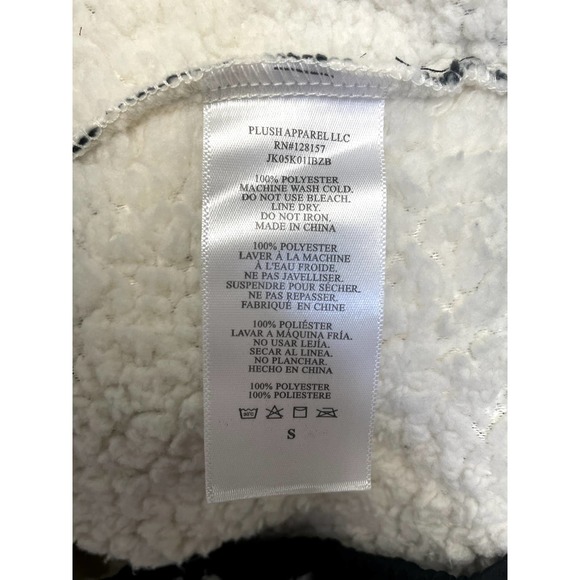 PLUSH APPAREL LLC
RN#128157
JK05K01IBZB
100% POLYESTER
MACHINE WASH COLD.
DO NOT USE BLEACH.
LINE DRY.
DO NOT IRON.
MADE IN CHINA
100% POLYESTER
LAVER À LA MACHINE
À L'EAU FROIDE.
NE PAS JAVELLISER.
SUSPENDRE POUR SÉCHER.
NE PAS REPASSER.
FABRIQUÉ EN CHINE
100% POLIÉSTER
LAVAR A MÁQUINA FRÍA.
NO USAR LEJÍA.
SECAR AL LINEA.
NO PLANCHAR.
HECHO EN CHINA
100% POLYESTER
100% POLIESTERE
S